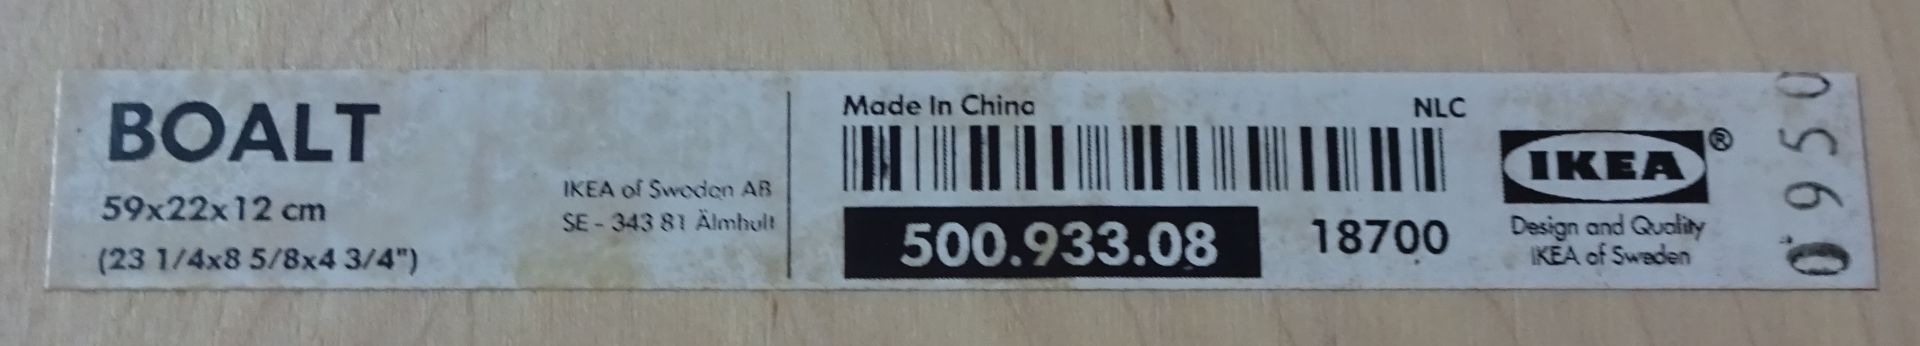 BOALT
59x22x12 cm
(23 1/4x8 5/8x4 3/4")
IKEA of Sweden AB
SE - 343 81 Älmhult
Made In China
NLC
500.933.08
18700
IKEA®
Design and Quality
IKEA of Sweden
0950